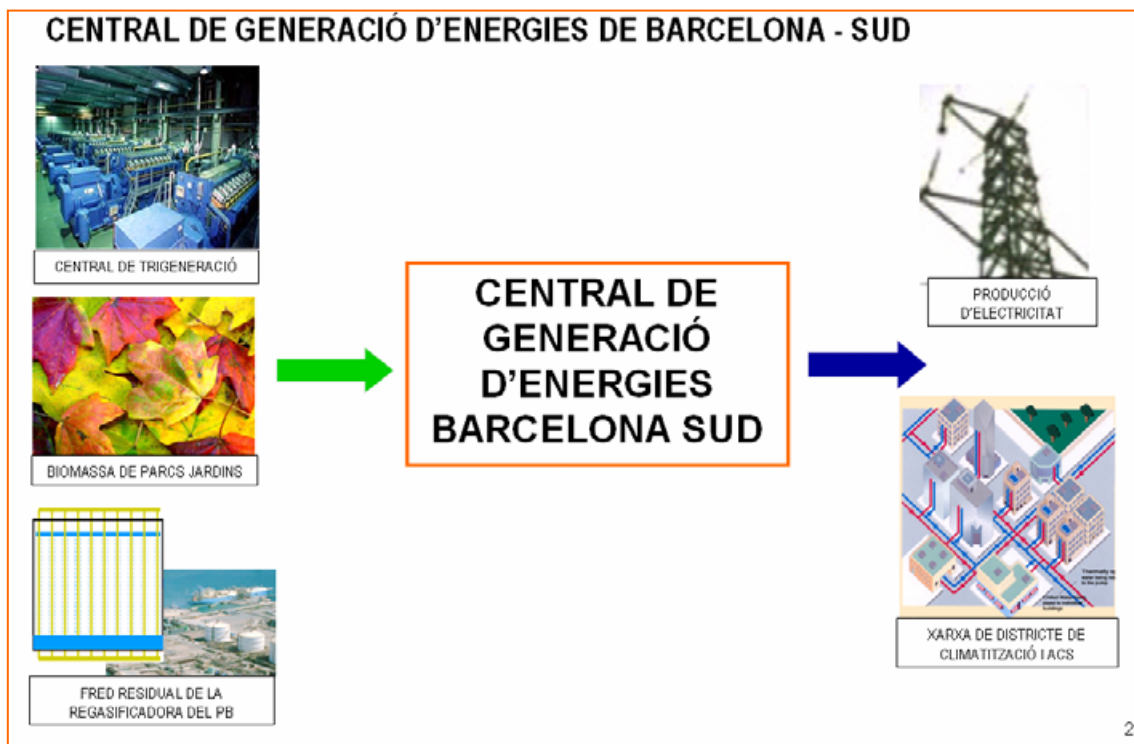 CENTRAL DE GENERACIÓ D'ENERGIES DE BARCELONA - SUD
CENTRAL DE TRIGENERACIÓ
BIOMASSA DE PARCS JARDINS
FRED RESIDUAL DE LA
REGASIFICADORA DEL PB
CENTRAL DE
GENERACIÓ
D'ENERGIES
BARCELONA SUD
PRODUCCIÓ
D'ELECTRICITAT
XARXA DE DISTRICTE DE
CLIMATITZACIÓ I ACS
2